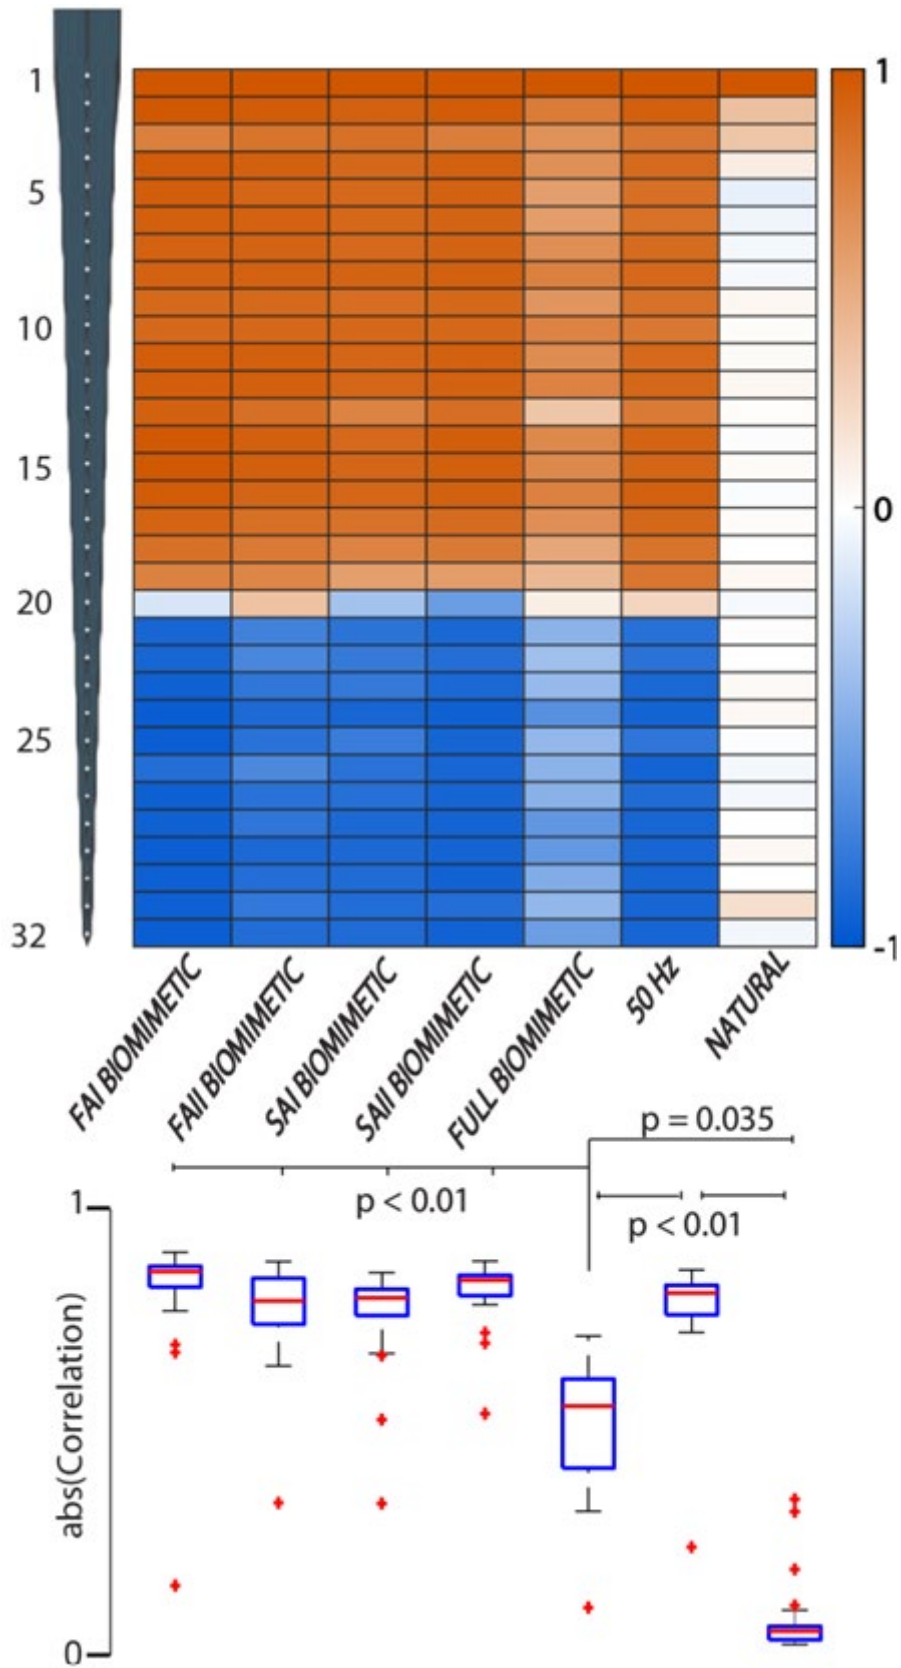 1
5
10
15
20
25
32
1
0
-1
FAI BIOMIMETIC
FAII BIOMIMETIC
SAI BIOMIMETIC
SAII BIOMIMETIC
FULL BIOMIMETIC
50 Hz
NATURAL
p = 0.035
p < 0.01
p < 0.01
1
abs(Correlation)
0